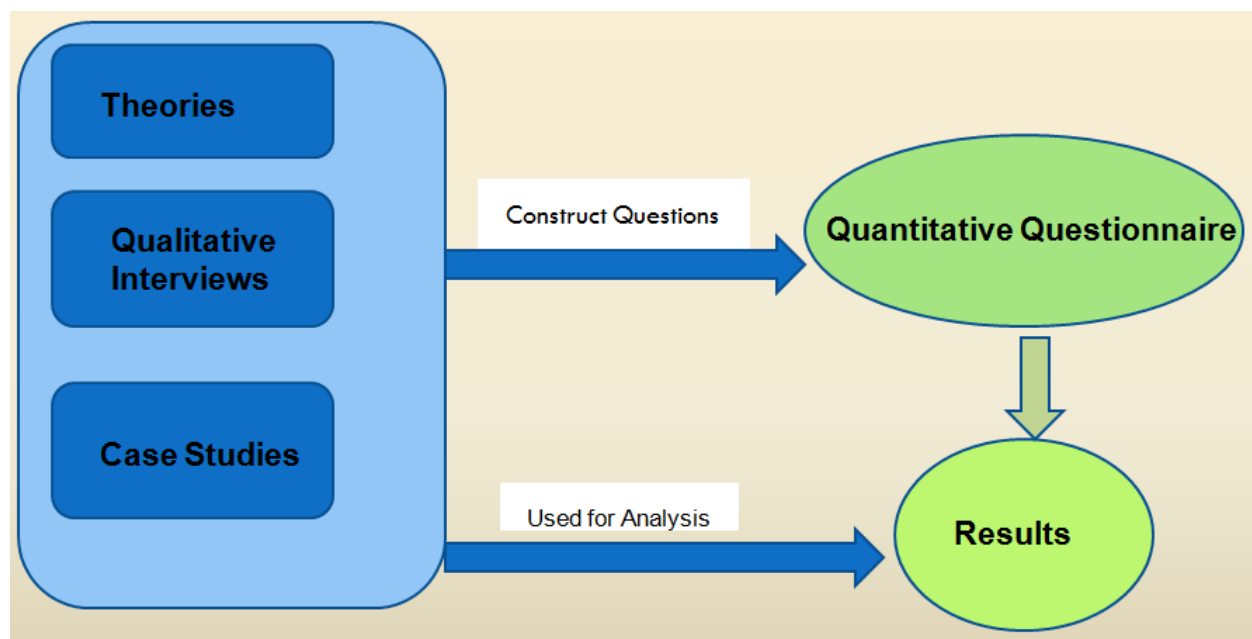 Theories
Qualitative
Interviews
Case Studies
Construct Questions
Used for Analysis
Quantitative Questionnaire
Results